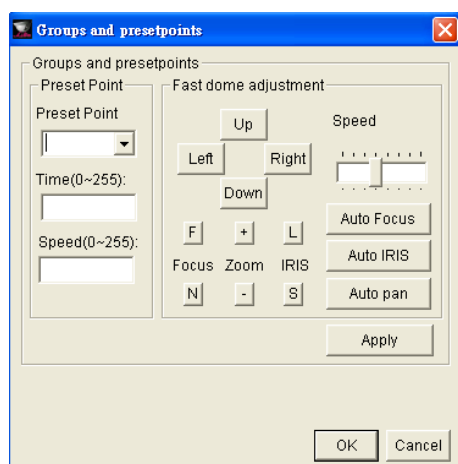 Groups and presetpoints
Groups and presetpoints
Preset Point
Preset Point
Time(0~255):
Speed(0~255):
Fast dome adjustment
Up
Left Right
Down
F + L
Focus Zoom IRIS
N - S
Speed
Auto Focus
Auto IRIS
Auto pan
Apply
OK Cancel